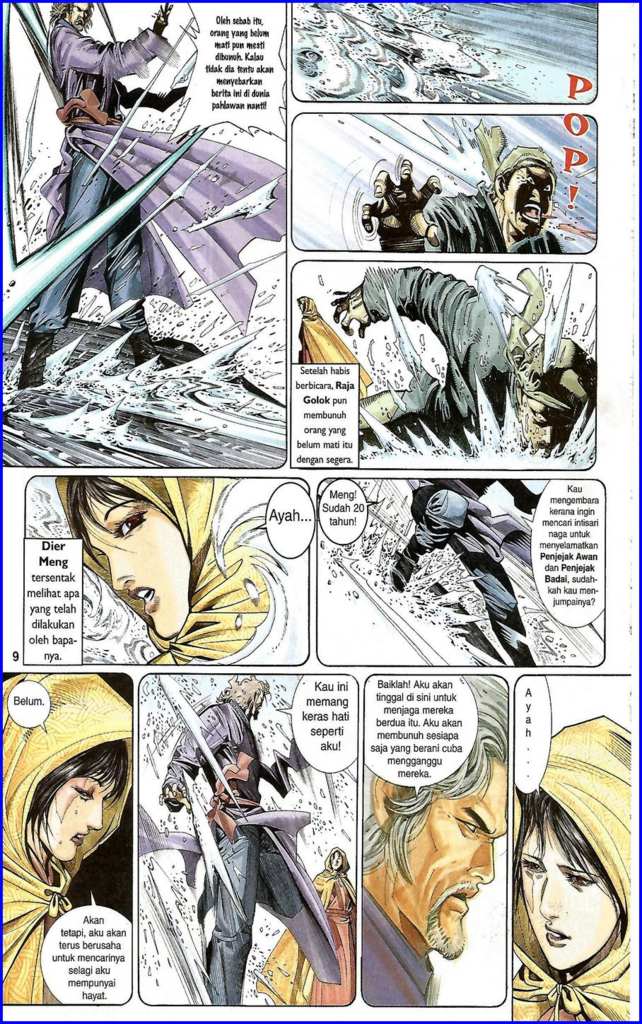 Oleh sebab itu,
orang yang belum
mati pun mesti
dibunuh. Kalau
tidak dia tentu akan
menyebarkan
berita ini di dunia
pahlawan nanti!
POP!
Setelah habis
berbicara, Raja
Golok pun
membunuh
orang yang
belum mati itu
dengan segera.
Dier
Meng
tersentak
melihat apa
yang telah
dilakukan
oleh bapa-
nya.
Ayah...
Meng!
Sudah 20
tahun!
Kau
mengembara
kerana ingin
mencari intisari
naga untuk
menyelamatkan
Penjejak Awan
dan Penjejak
Badai, sudah-
kah kau men-
jumpainya?
9
Belum.
Akan
tetapi, aku akan
terus berusaha
untuk mencarinya
selagi aku
mempunyai
hayat.
Kau ini
memang
keras hati
seperti
aku!
Baiklah! Aku akan
tinggal di sini untuk
menjaga mereka
berdua itu. Aku akan
membunuh sesiapa
saja yang berani cuba
mengganggu
mereka.
Ayah...